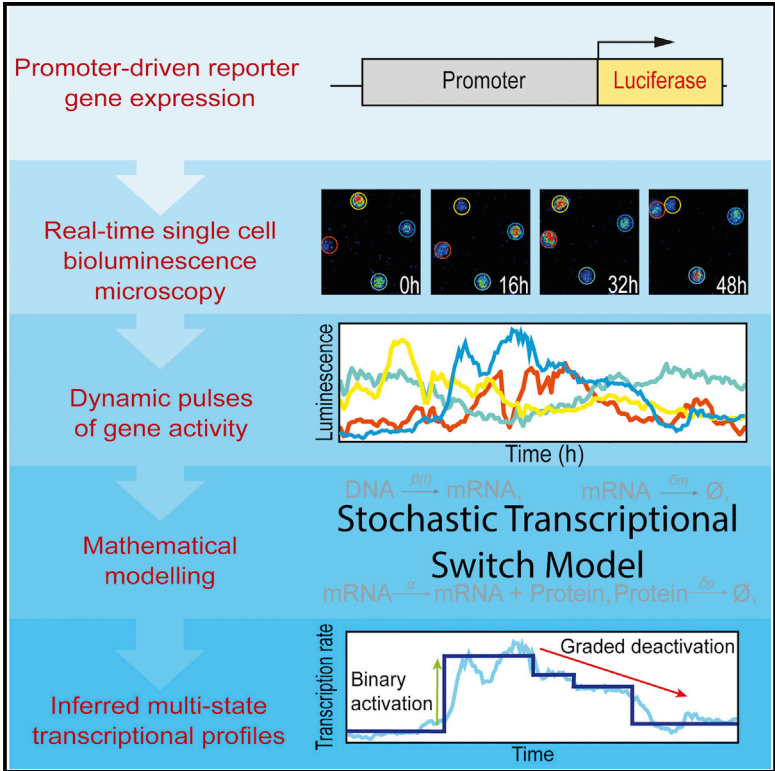 Promoter-driven reporter
gene expression
Promoter
Luciferase
Real-time single cell
bioluminescence
microscopy
0h
16h
32h
48h
Dynamic pulses
of gene activity
Luminescence
Time (h)
Mathematical
modelling
DNA β(t)→ mRNA, mRNA δm→ Ø,
Stochastic Transcriptional
Switch Model
mRNA α→ mRNA + Protein, Protein δp→ Ø,
Inferred multi-state
transcriptional profiles
Transcription rate
Binary
activation
Graded deactivation
Time